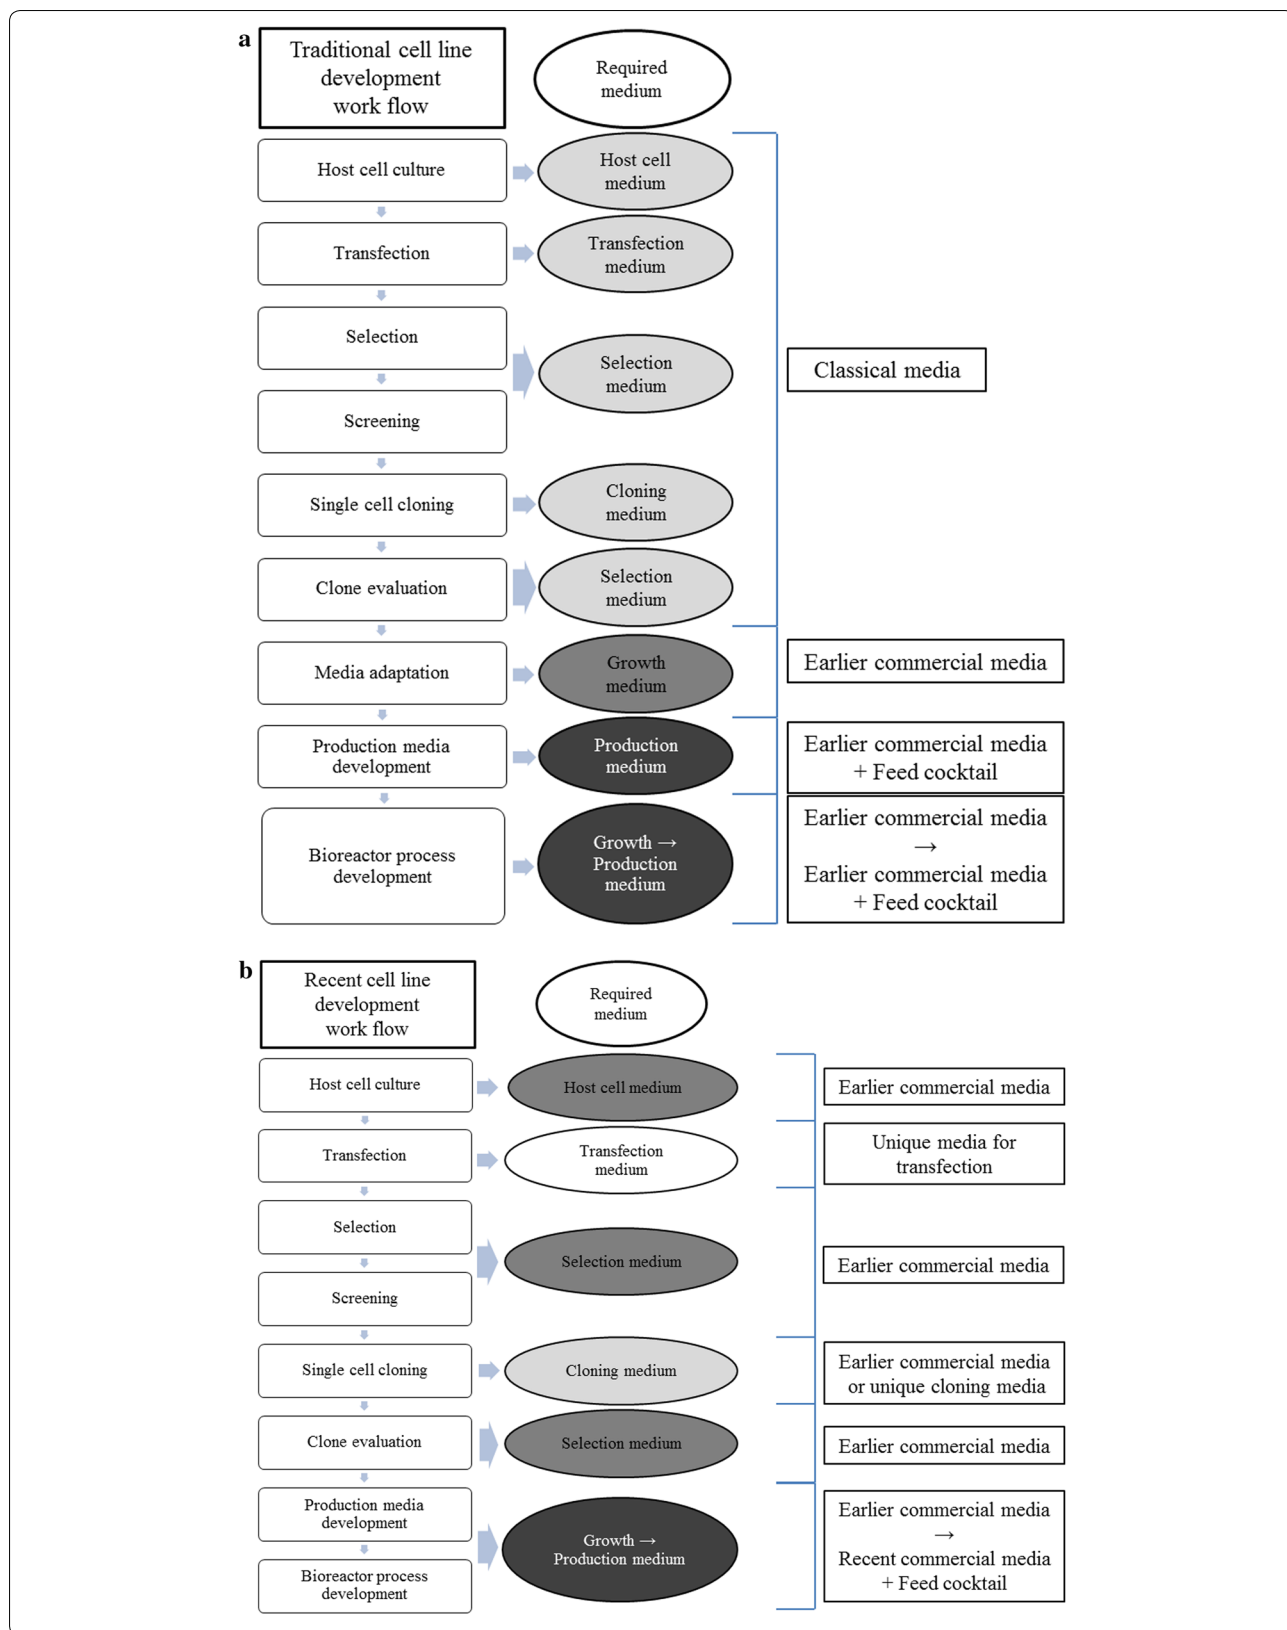 a
Traditional cell line
development
work flow
Required
medium
Host cell culture
Host cell
medium
Transfection
Transfection
medium
Selection
Selection
medium
Screening
Classical media
Single cell cloning
Cloning
medium
Clone evaluation
Selection
medium
Media adaptation
Growth
medium
Earlier commercial media
Production media
development
Production
medium
Earlier commercial media
+ Feed cocktail
Bioreactor process
development
Growth →
Production
medium
Earlier commercial media
→
Earlier commercial media
+ Feed cocktail
b
Recent cell line
development
work flow
Required
medium
Host cell culture
Host cell medium
Earlier commercial media
Transfection
Transfection
medium
Unique media for
transfection
Selection
Selection medium
Earlier commercial media
Screening
Single cell cloning
Cloning medium
Earlier commercial media
or unique cloning media
Clone evaluation
Selection medium
Earlier commercial media
Production media
development
Growth →
Production medium
Earlier commercial media
→
Recent commercial media
+ Feed cocktail
Bioreactor process
development